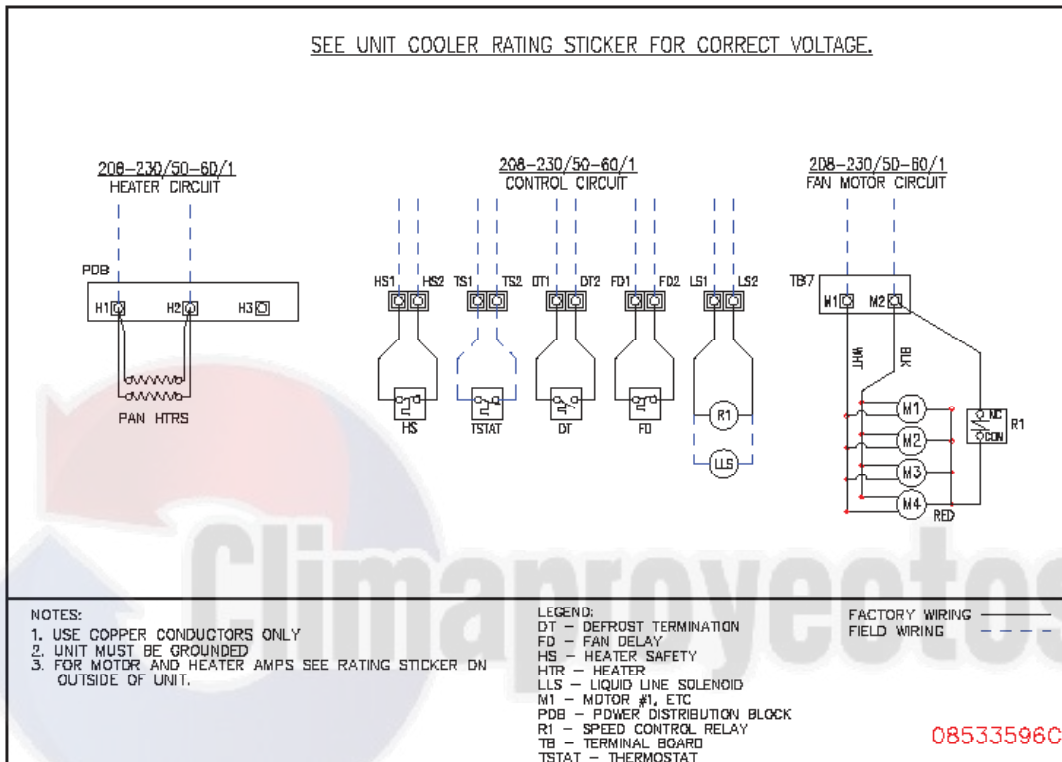 SEE UNIT COOLER RATING STICKER FOR CORRECT VOLTAGE.
208-230/50-60/1
HEATER CIRCUIT
208-230/50-60/1
CONTROL CIRCUIT
208-230/50-60/1
FAN MOTOR CIRCUIT
PDB
H1 H2 H3
PAN HTRS
HS1 HS2 TS1 TS2 DT1 DT2 FD1 FD2 LS1 LS2
HS TSTAT DT FD
R1
LLS
TB7
M1 M2
WHT BLK
M1
M2
M3
M4
RED
NC
COM
R1
Climaproyectos
NOTES:
1. USE COPPER CONDUCTORS ONLY
2. UNIT MUST BE GROUNDED
3. FOR MOTOR AND HEATER AMPS SEE RATING STICKER ON
OUTSIDE OF UNIT.
LEGEND:
DT - DEFROST TERMINATION
FD - FAN DELAY
HS - HEATER SAFETY
HTR - HEATER
LLS - LIQUID LINE SOLENOID
M1 - MOTOR #1, ETC
PDB - POWER DISTRIBUTION BLOCK
R1 - SPEED CONTROL RELAY
TB - TERMINAL BOARD
TSTAT - THERMOSTAT
FACTORY WIRING
FIELD WIRING
08533596C